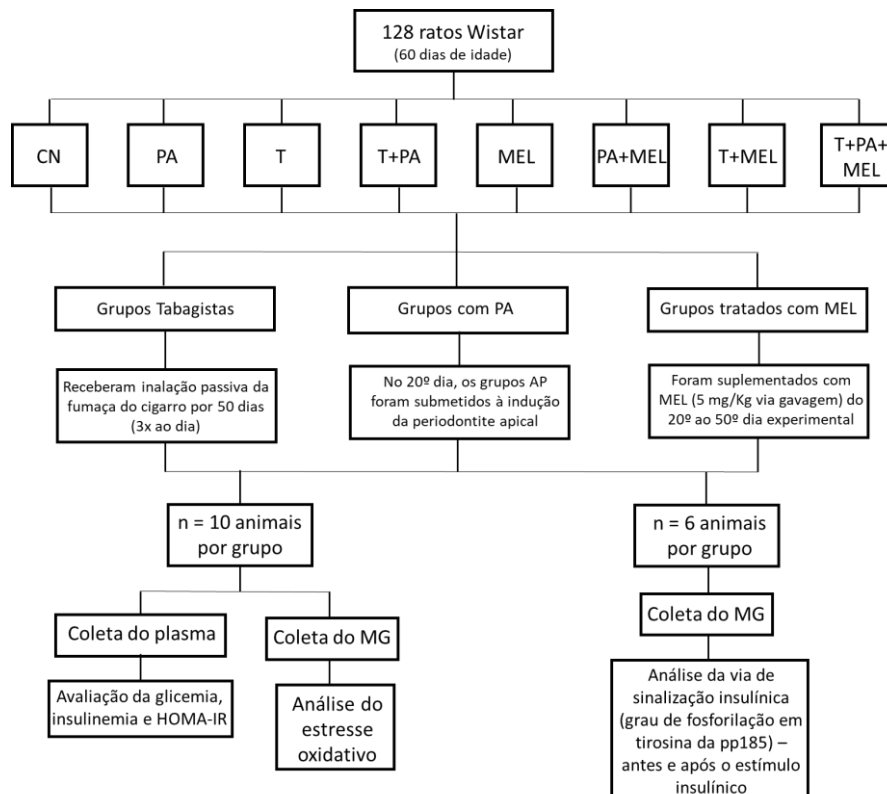 128 ratos Wistar
(60 dias de idade)
CN
PA
T
T+PA
MEL
PA+MEL
T+MEL
T+PA+
MEL
Grupos Tabagistas
Grupos com PA
Grupos tratados com MEL
Receberam inalação passiva da
fumaça do cigarro por 50 dias
(3x ao dia)
No 20º dia, os grupos AP
foram submetidos à indução
da periodontite apical
Foram suplementados com
MEL (5 mg/Kg via gavagem) do
20º ao 50º dia experimental
n = 10 animais
por grupo
n = 6 animais
por grupo
Coleta do plasma
Coleta do MG
Coleta do MG
Avaliação da glicemia,
insulinemia e HOMA-IR
Análise do
estresse
oxidativo
Análise da via de
sinalização insulínica
(grau de fosforilação em
tirosina da pp185) –
antes e após o estímulo
insulínico